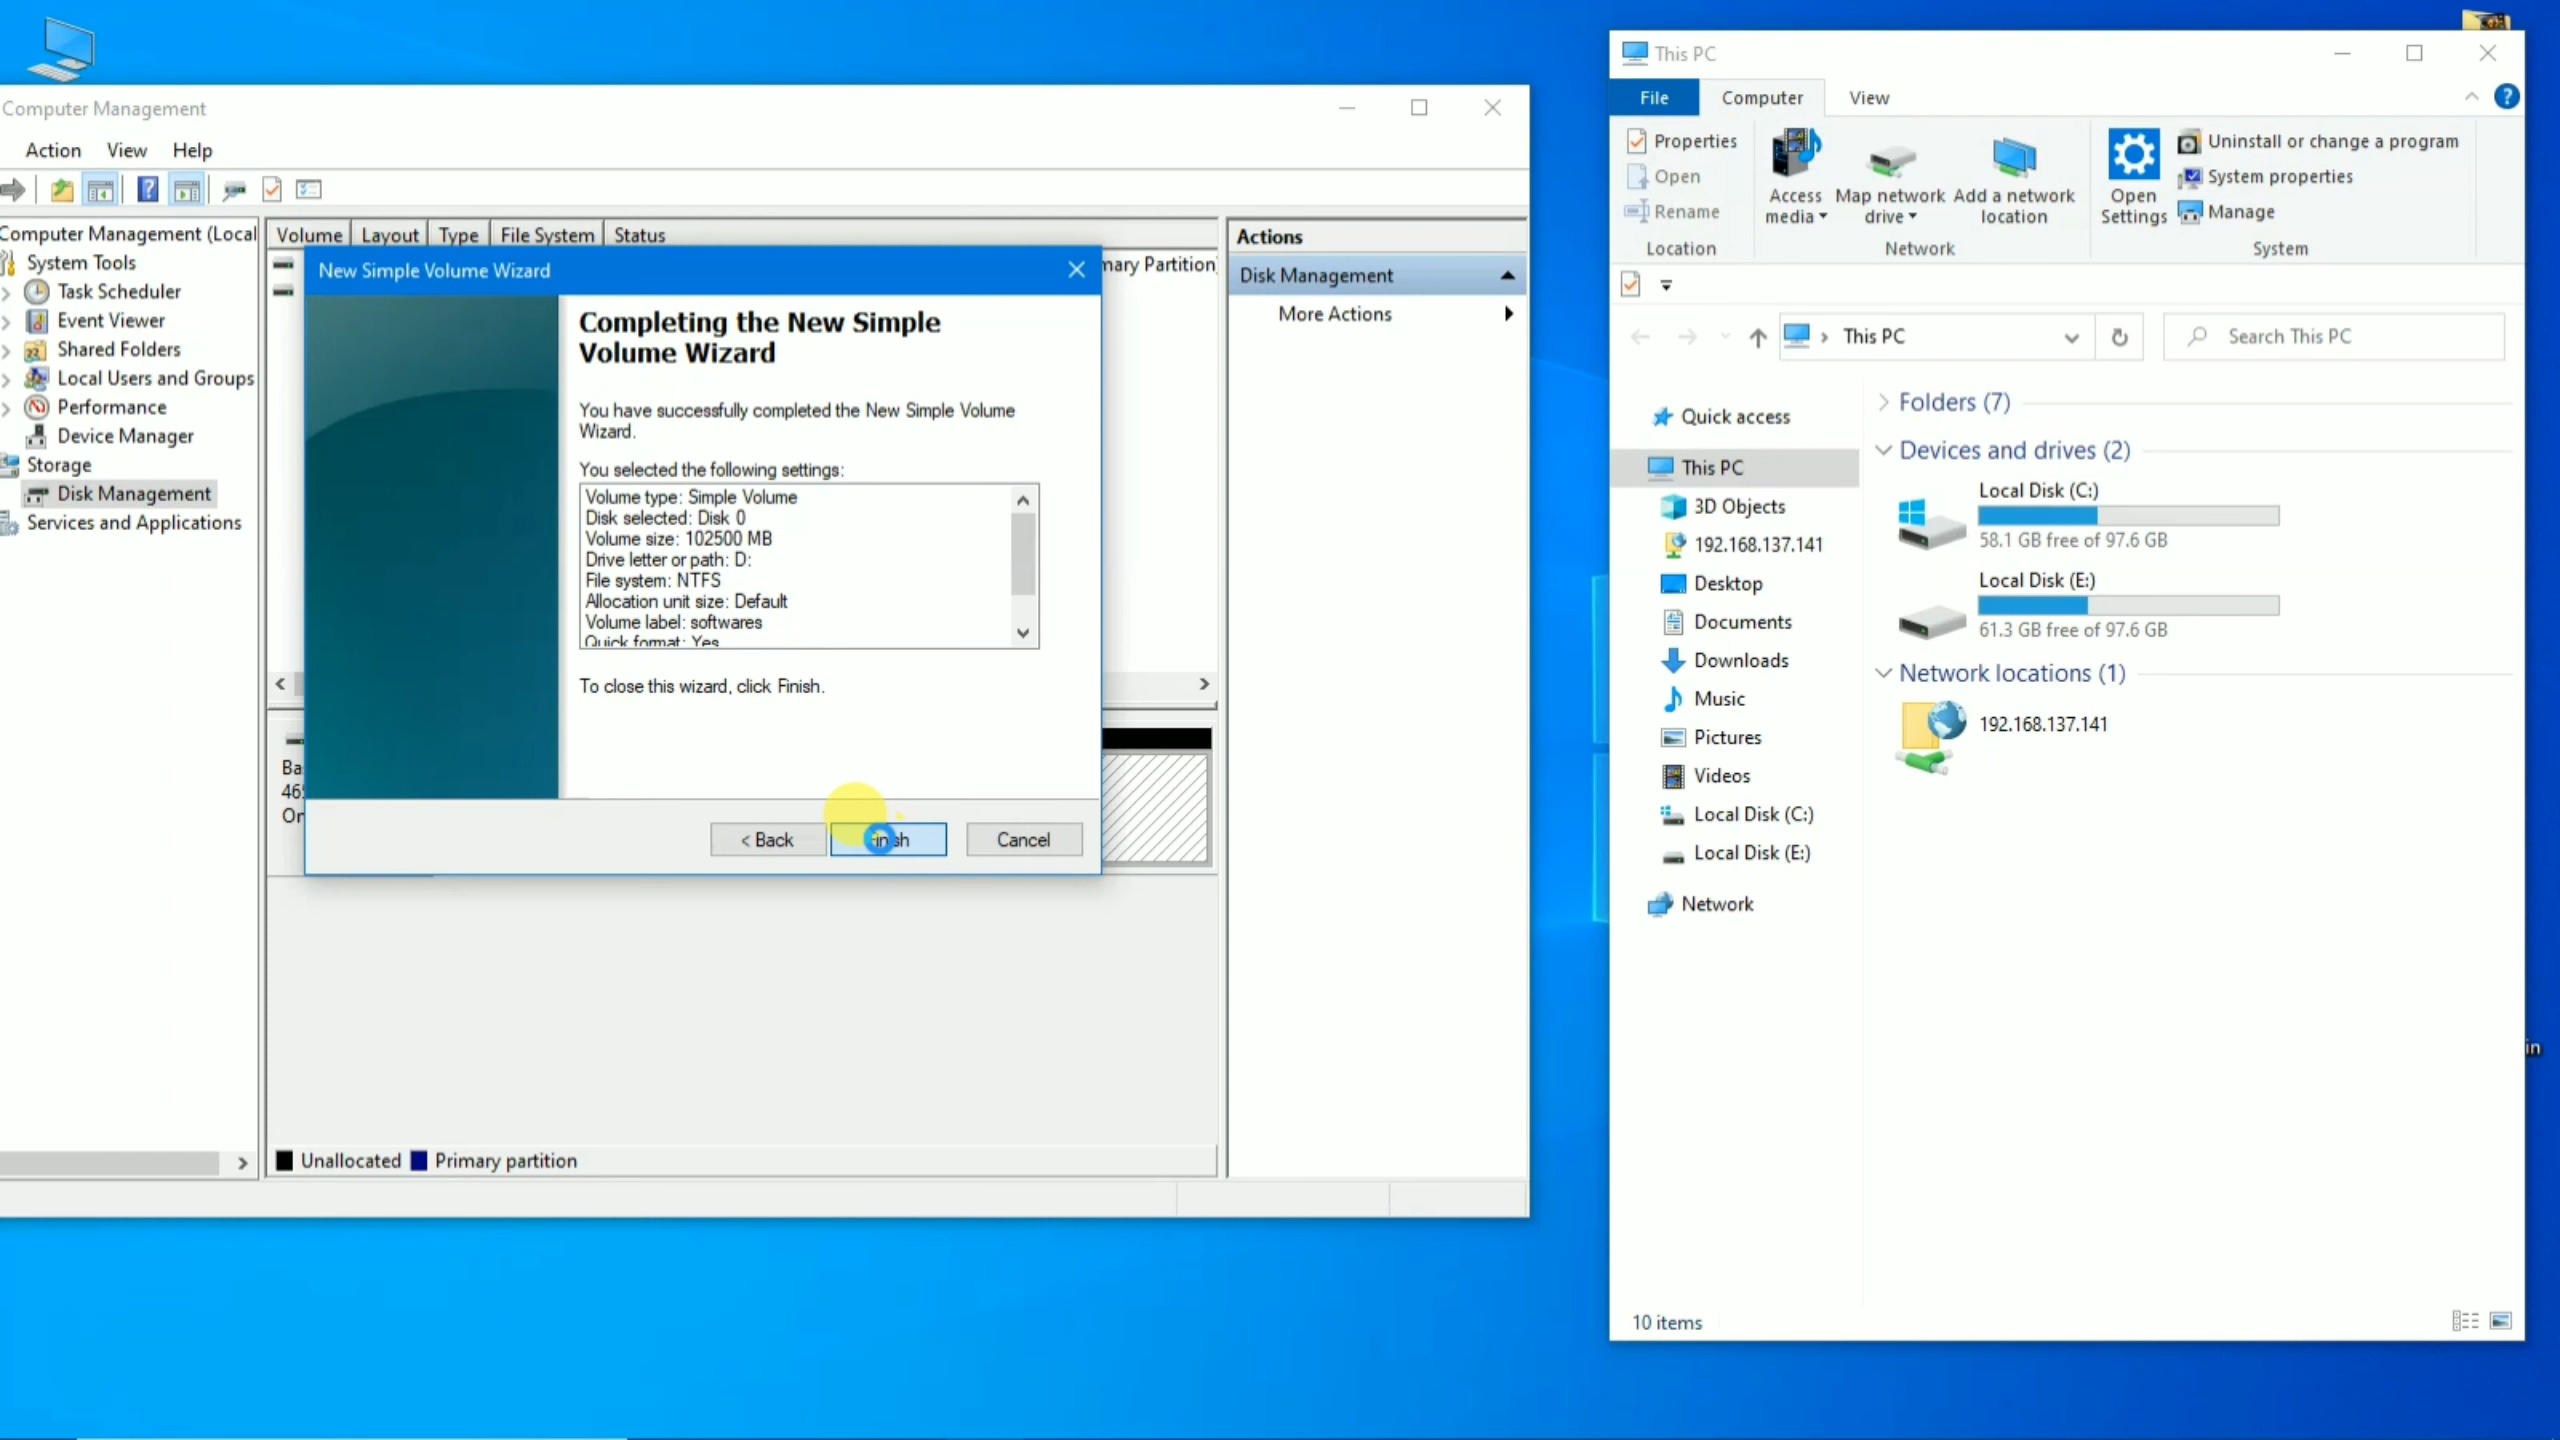 Computer Management
Action View Help
Computer Management (Local
System Tools
Task Scheduler
Event Viewer
Shared Folders
Local Users and Groups
Performance
Device Manager
Storage
Disk Management
Services and Applications
Volume Layout Type File System Status
mary Partition)
New Simple Volume Wizard
Completing the New Simple
Volume Wizard
You have successfully completed the New Simple Volume
Wizard.
You selected the following settings:
Volume type: Simple Volume
Disk selected: Disk 0
Volume size: 102500 MB
Drive letter or path: D:
File system: NTFS
Allocation unit size: Default
Volume label: softwares
Quick format: Yes
To close this wizard, click Finish.
< Back Finish Cancel
Ba
46
On
Unallocated Primary partition
Actions
Disk Management
More Actions
This PC
File Computer View
Properties
Open
Rename
Location
Access
media
Map network
drive
Add a network
location
Network
Open
Settings
Uninstall or change a program
System properties
Manage
System
This PC
Search This PC
Quick access
This PC
3D Objects
192.168.137.141
Desktop
Documents
Downloads
Music
Pictures
Videos
Local Disk (C:)
Local Disk (E:)
Network
Folders (7)
Devices and drives (2)
Local Disk (C:)
58.1 GB free of 97.6 GB
Local Disk (E:)
61.3 GB free of 97.6 GB
Network locations (1)
192.168.137.141
10 items
in